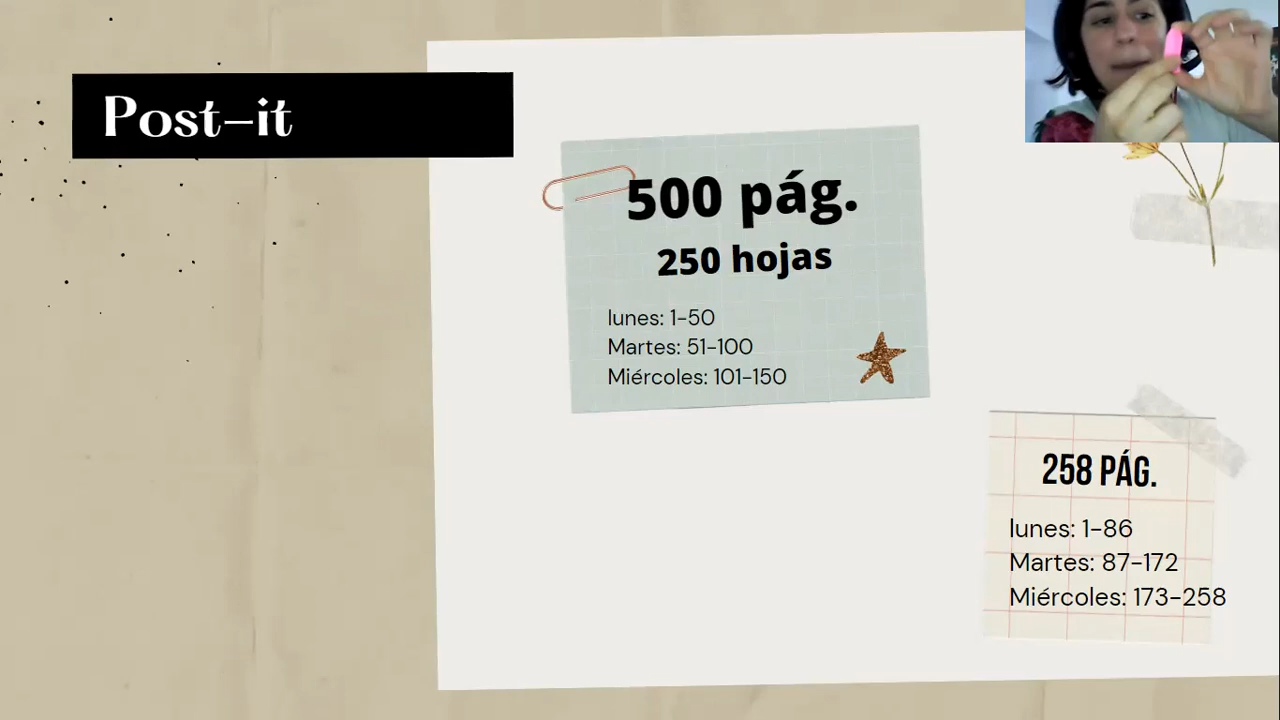 Post-it
500 pág.
250 hojas
lunes: 1-50
Martes: 51-100
Miércoles: 101-150
258 PÁG.
lunes: 1-86
Martes: 87-172
Miércoles: 173-258